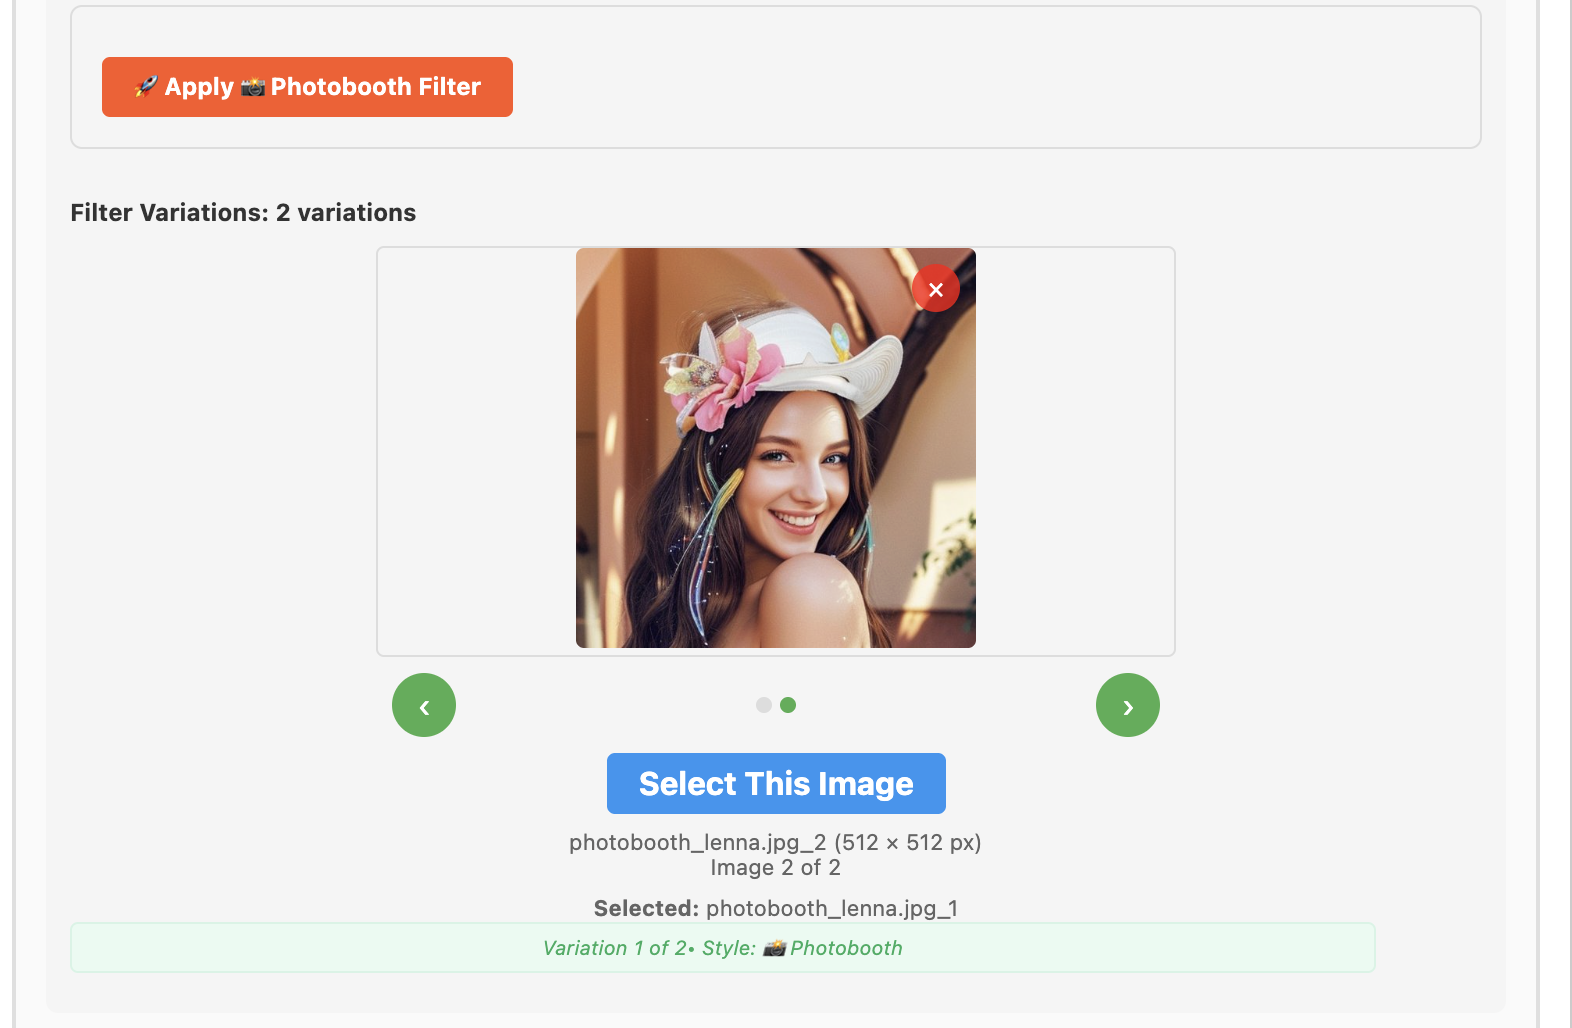 🚀 Apply 📸 Photobooth Filter
Filter Variations: 2 variations
×
‹
›
Select This Image
photobooth_lenna.jpg_2 (512 × 512 px)
Image 2 of 2
Selected: photobooth_lenna.jpg_1
Variation 1 of 2• Style: 📸 Photobooth